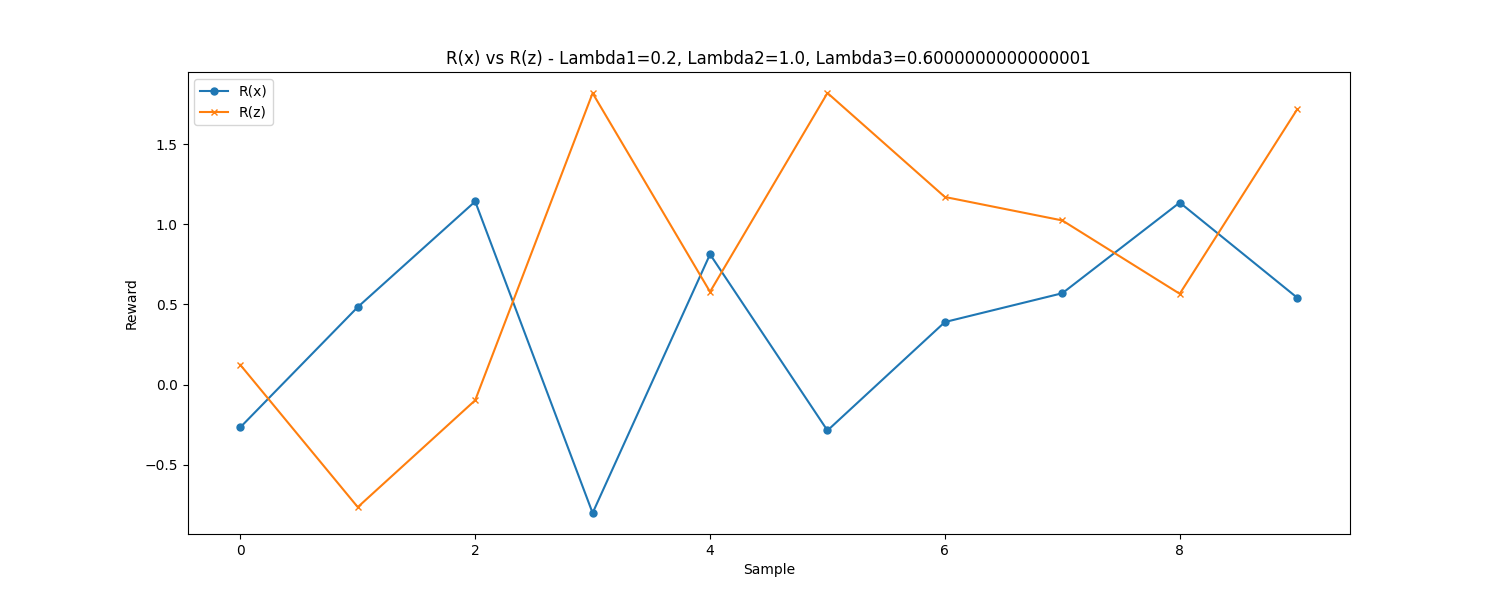 R(x) vs R(z) - Lambda1=0.2, Lambda2=1.0, Lambda3=0.6000000000000001
R(x)
R(z)
1.5
1.0
0.5
0.0
−0.5
Reward
0 2 4 6 8
Sample